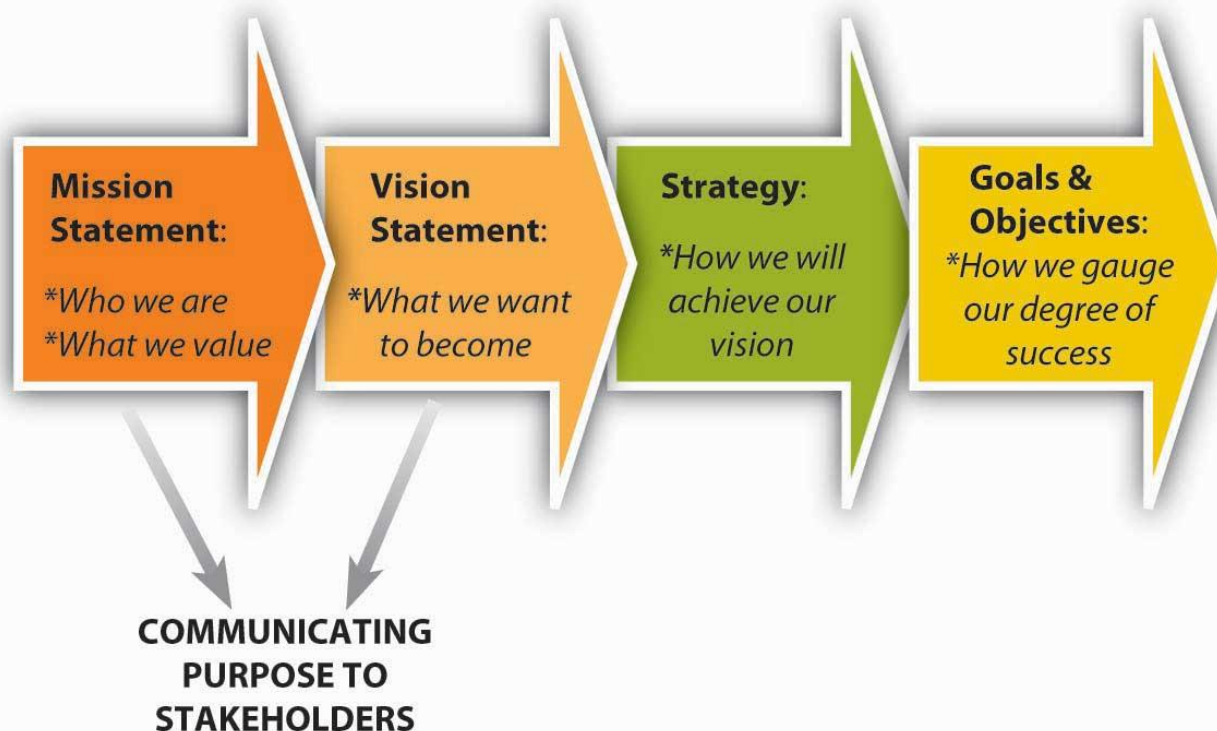 Mission
Statement:
*Who we are
*What we value
Vision
Statement:
*What we want
to become
Strategy:
*How we will
achieve our
vision
Goals &
Objectives:
*How we gauge
our degree of
success
COMMUNICATING
PURPOSE TO
STAKEHOLDERS